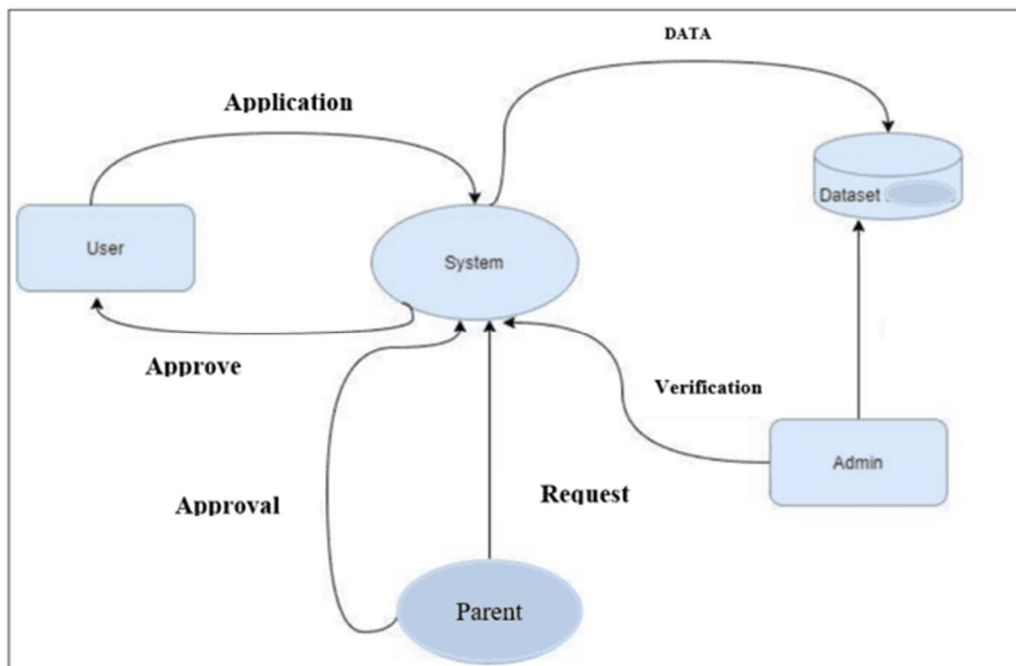 DATA
Application
Dataset
User
System
Approve
Verification
Admin
Approval
Request
Parent